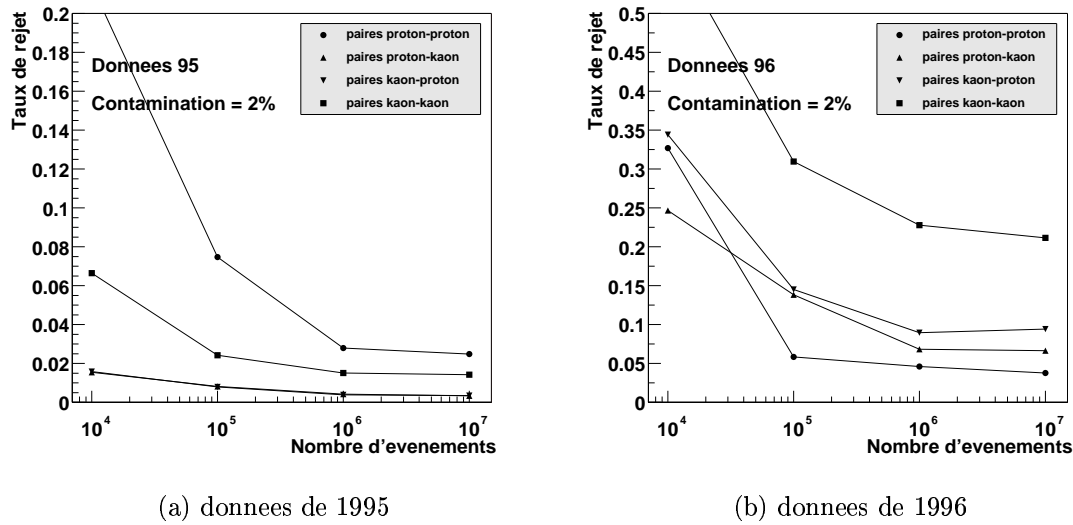 Taux de rejet
0.2
0.18
0.16
0.14
0.12
0.1
0.08
0.06
0.04
0.02
0
Donnees 95
Contamination = 2%
paires proton-proton
paires proton-kaon
paires kaon-proton
paires kaon-kaon
10^4
10^5
10^6
10^7
Nombre d'evenements
(a) donnees de 1995
Taux de rejet
0.5
0.45
0.4
0.35
0.3
0.25
0.2
0.15
0.1
0.05
0
Donnees 96
Contamination = 2%
paires proton-proton
paires proton-kaon
paires kaon-proton
paires kaon-kaon
10^4
10^5
10^6
10^7
Nombre d'evenements
(b) donnees de 1996